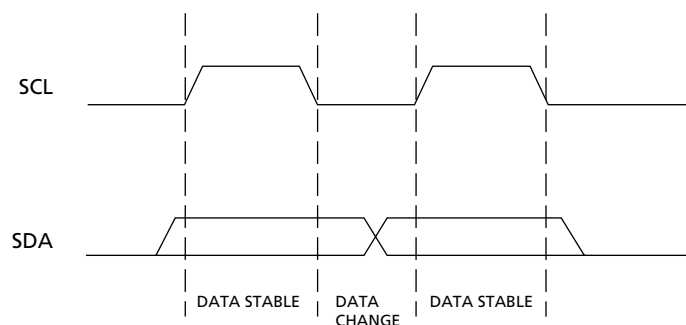 SCL
SDA
DATA STABLE
DATA
CHANGE
DATA STABLE